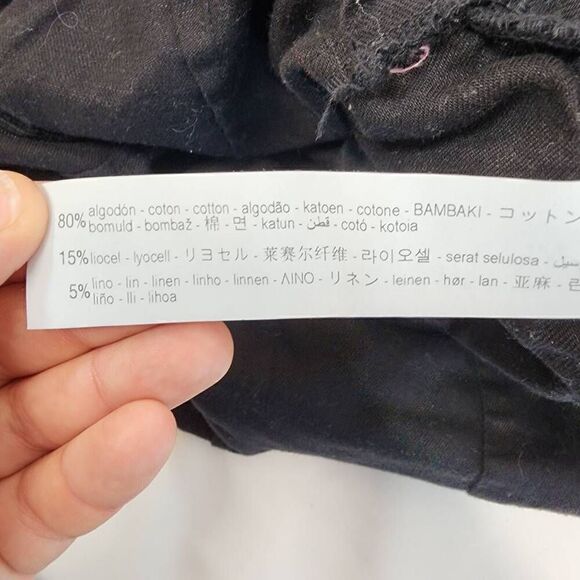 80% algodón - coton - cotton - algodão - katoen - cotone - BAMBAKI - コットン
bomuld - bombaž - 棉 - 면 - katun - قطن - cotó - kotoia
15% liocel - lyocell - リヨセル - 莱赛尔纤维 - 라이오셀 - serat selulosa -
5% lino - lin - linen - linho - linnen - ΛΙΝΟ - リネン - leinen - hør - lan - 亚麻 - 린
liño - lli - lihoa